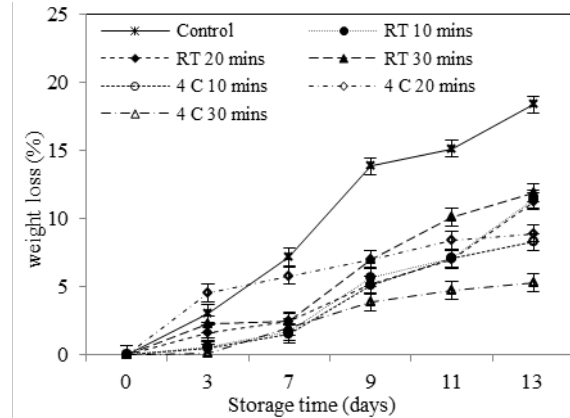 25
20
15
10
5
0
weight loss (%)
Control
RT 10 mins
RT 20 mins
RT 30 mins
4 C 10 mins
4 C 20 mins
4 C 30 mins
0 3 7 9 11 13
Storage time (days)